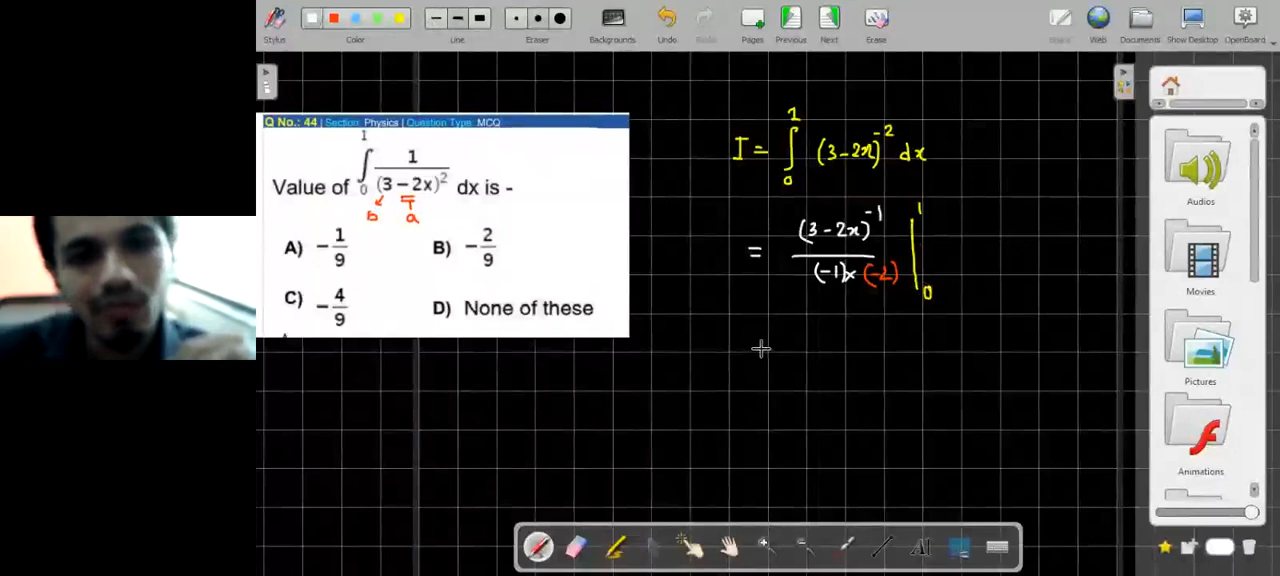 Stylus Color Line Eraser Backgrounds Undo Redo Pages Previous Next Erase Board Web Documents Show Desktop OpenBoard
Q No.: 44 | Section: Physics | Question Type: MCQ
Value of ∫₀¹ 1/(3 − 2x)² dx is -
b a
A) −1/9 B) −2/9
C) −4/9 D) None of these
I = ∫₀¹ (3-2x)⁻² dx
= (3-2x)⁻¹ / (-1)x(-2) |₀¹
Audios
Movies
Pictures
Animations